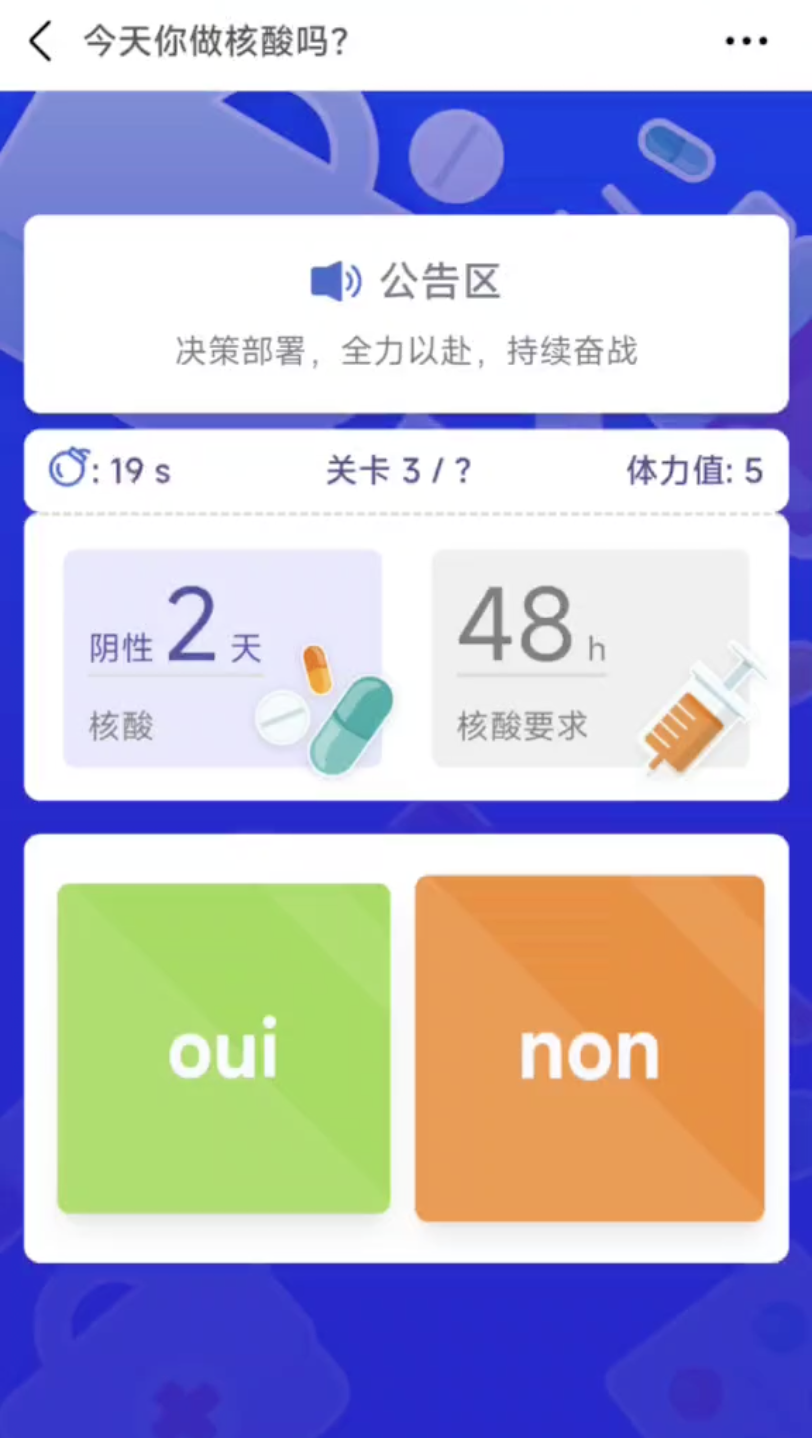 今天你做核酸吗?
公告区
决策部署，全力以赴，持续奋战
: 19 s 关卡 3 / ? 体力值: 5
阴性 2 天
核酸
48 h
核酸要求
oui
non